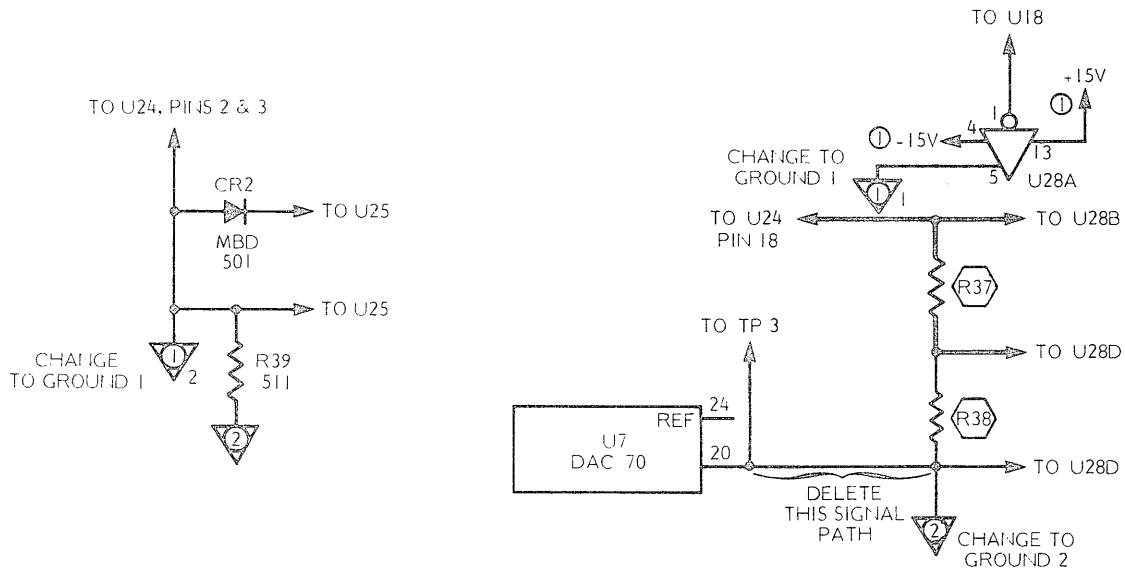 TO U24, PINS 2 & 3
CR2
TO U25
MBD
501
TO U25
CHANGE
TO GROUND 1
1
2
R39
511
2
TO U18
+15V
1
1
4
1
-15V
13
5
U28A
CHANGE TO
GROUND 1
1
1
TO U24
PIN 18
TO U28B
R37
TO TP 3
TO U28D
24
REF
U7
DAC 70
20
R38
TO U28D
DELETE
THIS SIGNAL
PATH
2
CHANGE TO
GROUND 2